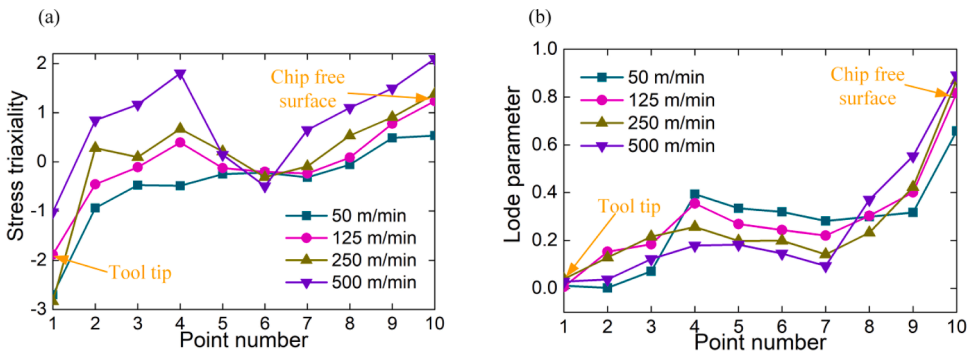 (a)
Stress triaxiality
2
1
0
-1
-2
-3
Chip free
surface
Tool tip
50 m/min
125 m/min
250 m/min
500 m/min
1 2 3 4 5 6 7 8 9 10
Point number
(b)
Lode parameter
1.0
0.8
0.6
0.4
0.2
0.0
50 m/min
125 m/min
250 m/min
500 m/min
Chip free
surface
Tool tip
1 2 3 4 5 6 7 8 9 10
Point number